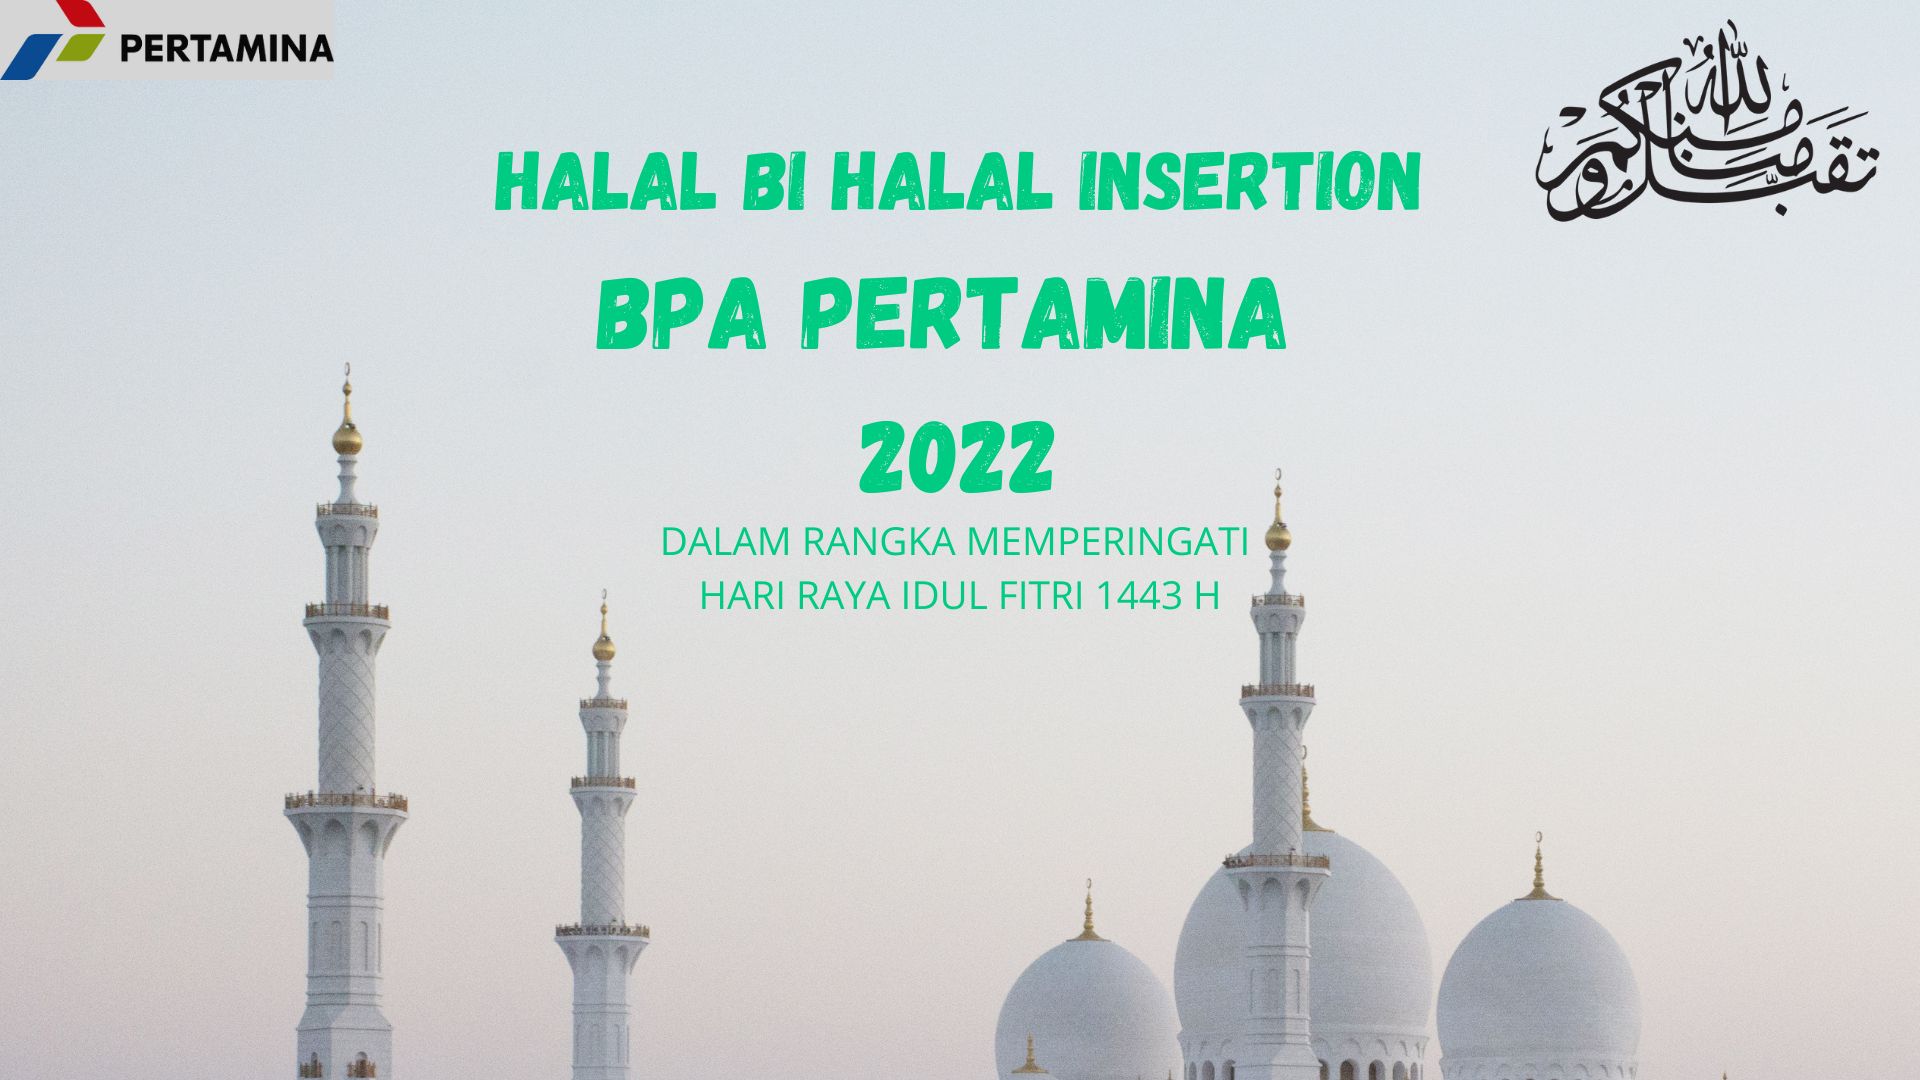 PERTAMINA
تقبل الله منا ومنكم
HALAL BI HALAL INSERTION
BPA PERTAMINA
2022
DALAM RANGKA MEMPERINGATI
HARI RAYA IDUL FITRI 1443 H